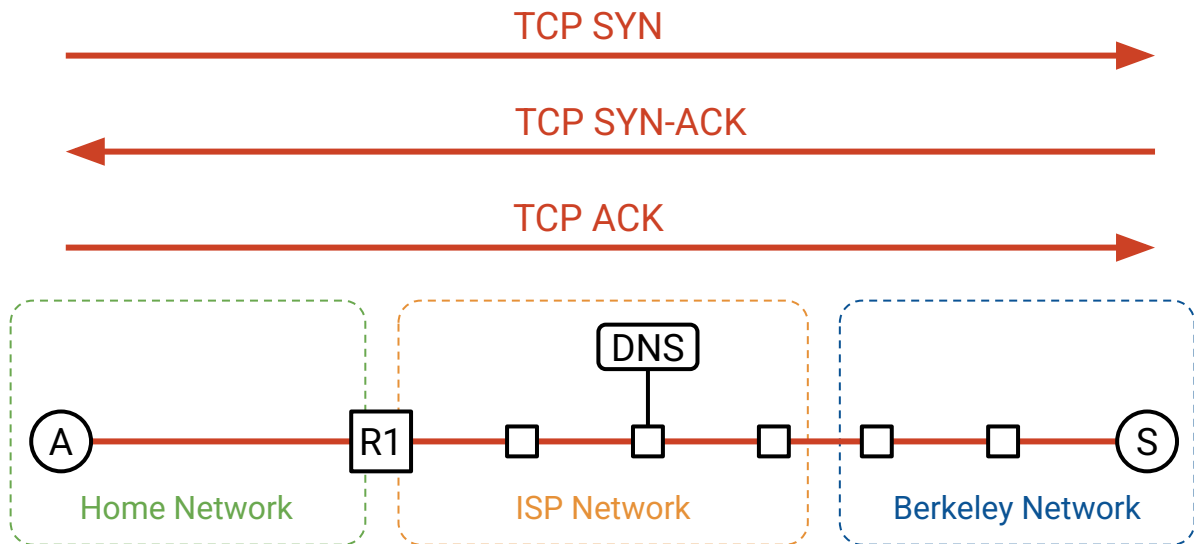 TCP SYN
TCP SYN-ACK
TCP ACK
DNS
A
R1
S
Home Network
ISP Network
Berkeley Network